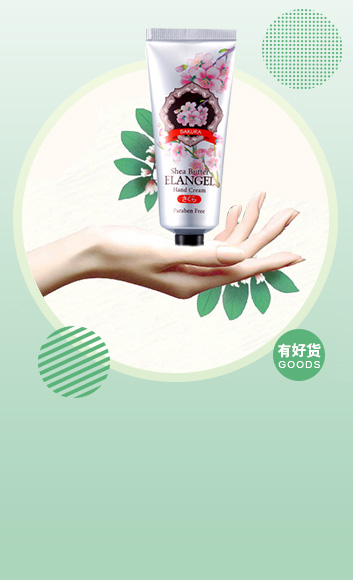 SAKURA
Shea Butter
ELANGEL
Hand Cream
さくら
Paraben Free
有好货
GOODS